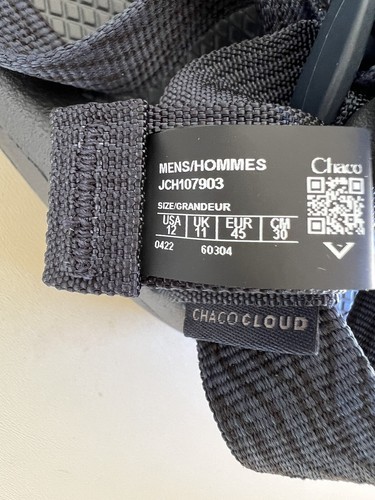 MENS/HOMMES
Chaco
JCH107903
SIZE/GRANDEUR
USA UK EUR CM
12 11 45 30
0422 60304
CHACO CLOUD